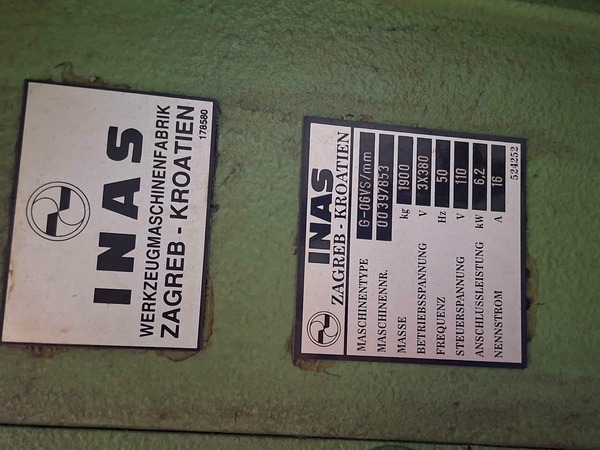 INAS
WERKZEUGMASCHINENFABRIK
ZAGREB - KROATIEN
178580
INAS
ZAGREB - KROATIEN
MASCHINENTYPE G-06VS/mm
MASCHINENNR. 00397853
MASSE kg 1900
BETRIEBSSPANNUNG V 3X380
FREQUENZ Hz 50
STEUERSPANNUNG V 110
ANSCHLUSSLEISTUNG kW 6,2
NENNSTROM A 16
524252